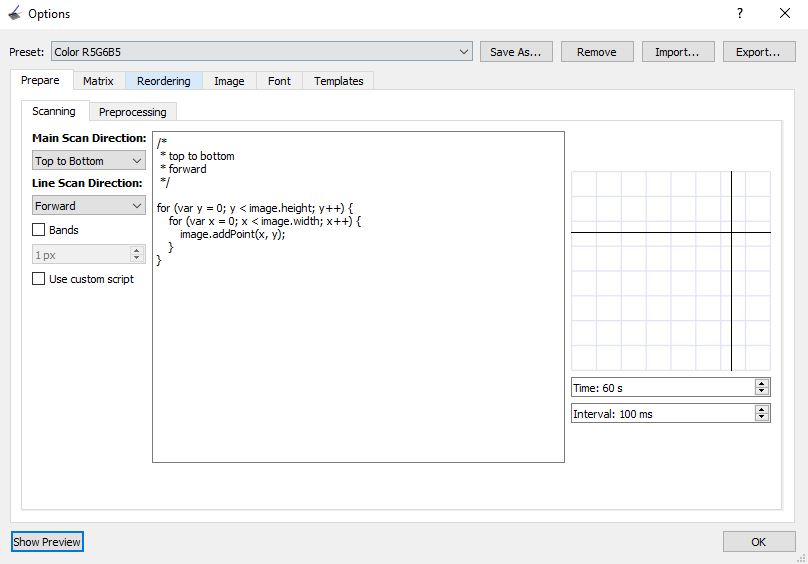 Options
?
Preset: Color R5G6B5 Save As... Remove Import... Export...
Prepare Matrix Reordering Image Font Templates
Scanning Preprocessing
Main Scan Direction:
Top to Bottom
Line Scan Direction:
Forward
Bands
1 px
Use custom script
/*
* top to bottom
* forward
*/
for (var y = 0; y < image.height; y++) {
for (var x = 0; x < image.width; x++) {
image.addPoint(x, y);
}
}
Time: 60 s
Interval: 100 ms
Show Preview OK